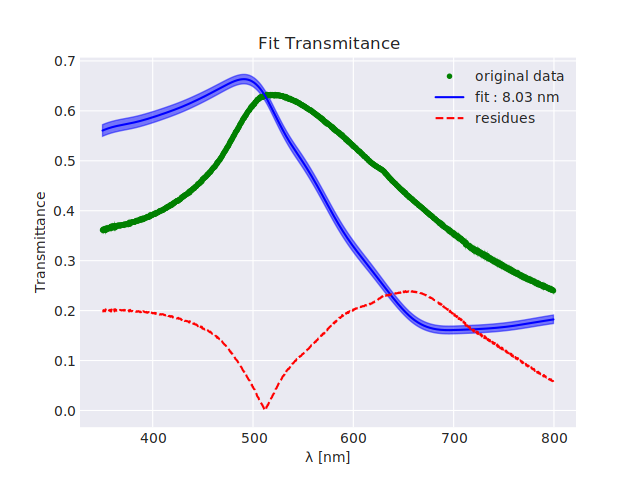 Fit Transmitance
0.7
0.6
0.5
0.4
0.3
0.2
0.1
0.0
Transmittance
original data
fit : 8.03 nm
residues
400 500 600 700 800
λ [nm]